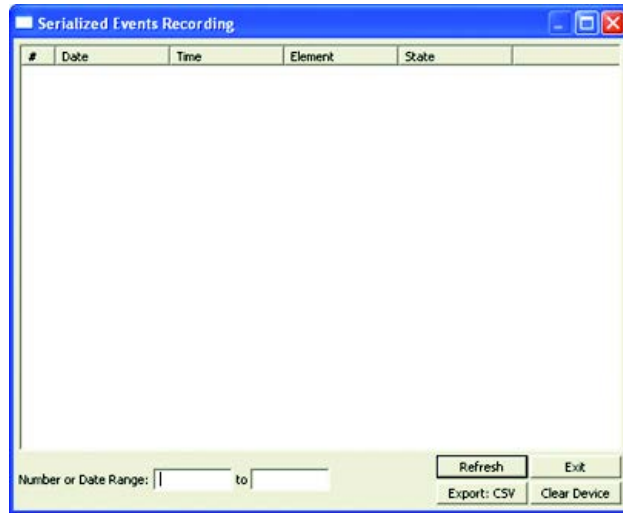 Serialized Events Recording
# Date Time Element State
Number or Date Range: to
Refresh Exit
Export: CSV Clear Device